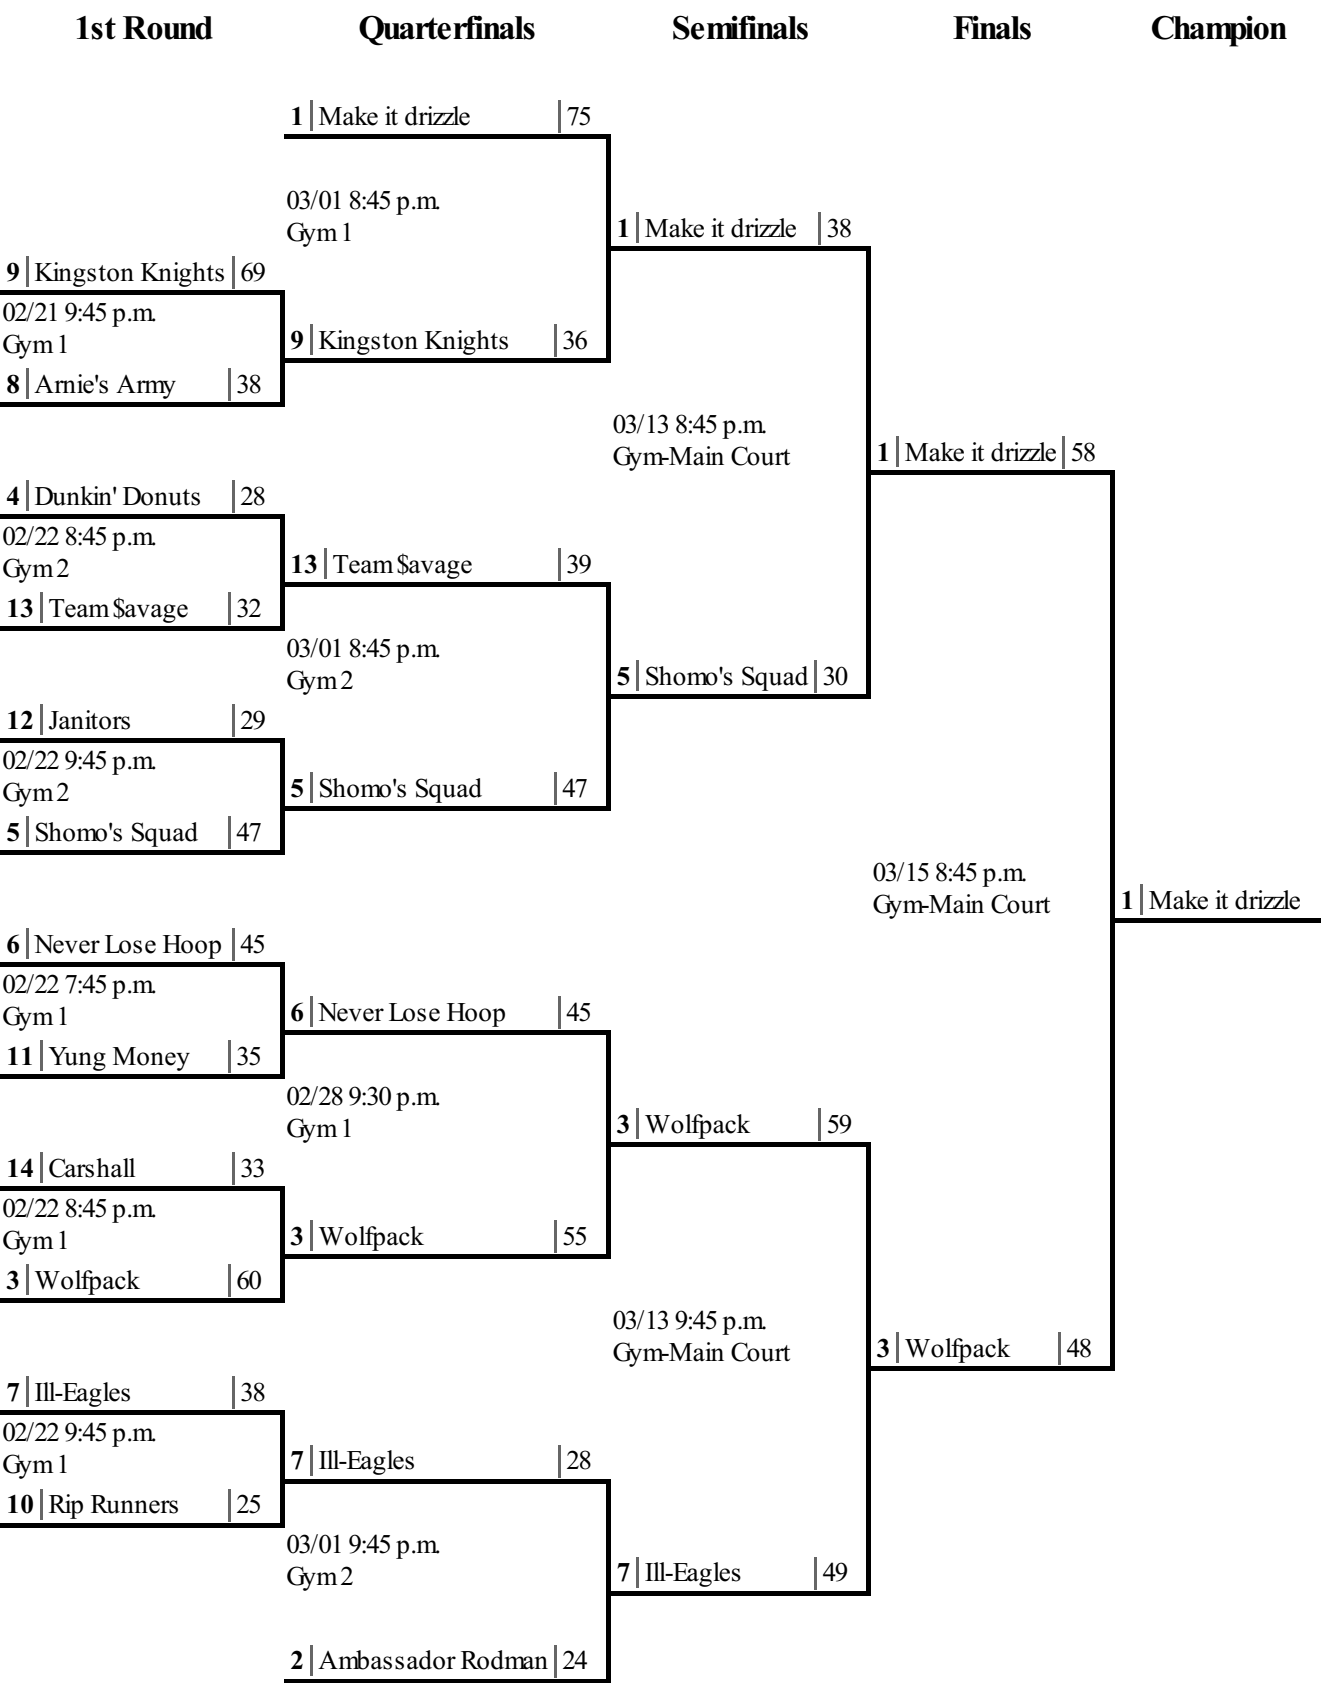 1st Round
Quarterfinals
Semifinals
Finals
Champion
1 Make it drizzle 75
03/01 8:45 p.m.
Gym 1
1 Make it drizzle 38
9 Kingston Knights 69
02/21 9:45 p.m.
Gym 1
9 Kingston Knights 36
8 Arnie's Army 38
03/13 8:45 p.m.
Gym-Main Court
1 Make it drizzle 58
4 Dunkin' Donuts 28
02/22 8:45 p.m.
Gym 2
13 Team $avage 39
13 Team $avage 32
03/01 8:45 p.m.
Gym 2
5 Shomo's Squad 30
12 Janitors 29
02/22 9:45 p.m.
Gym 2
5 Shomo's Squad 47
5 Shomo's Squad 47
03/15 8:45 p.m.
Gym-Main Court
1 Make it drizzle
6 Never Lose Hoop 45
02/22 7:45 p.m.
Gym 1
6 Never Lose Hoop 45
11 Yung Money 35
02/28 9:30 p.m.
Gym 1
3 Wolfpack 59
14 Carshall 33
02/22 8:45 p.m.
Gym 1
3 Wolfpack 55
3 Wolfpack 60
03/13 9:45 p.m.
Gym-Main Court
3 Wolfpack 48
7 Ill-Eagles 38
02/22 9:45 p.m.
Gym 1
7 Ill-Eagles 28
10 Rip Runners 25
03/01 9:45 p.m.
Gym 2
7 Ill-Eagles 49
2 Ambassador Rodman 24